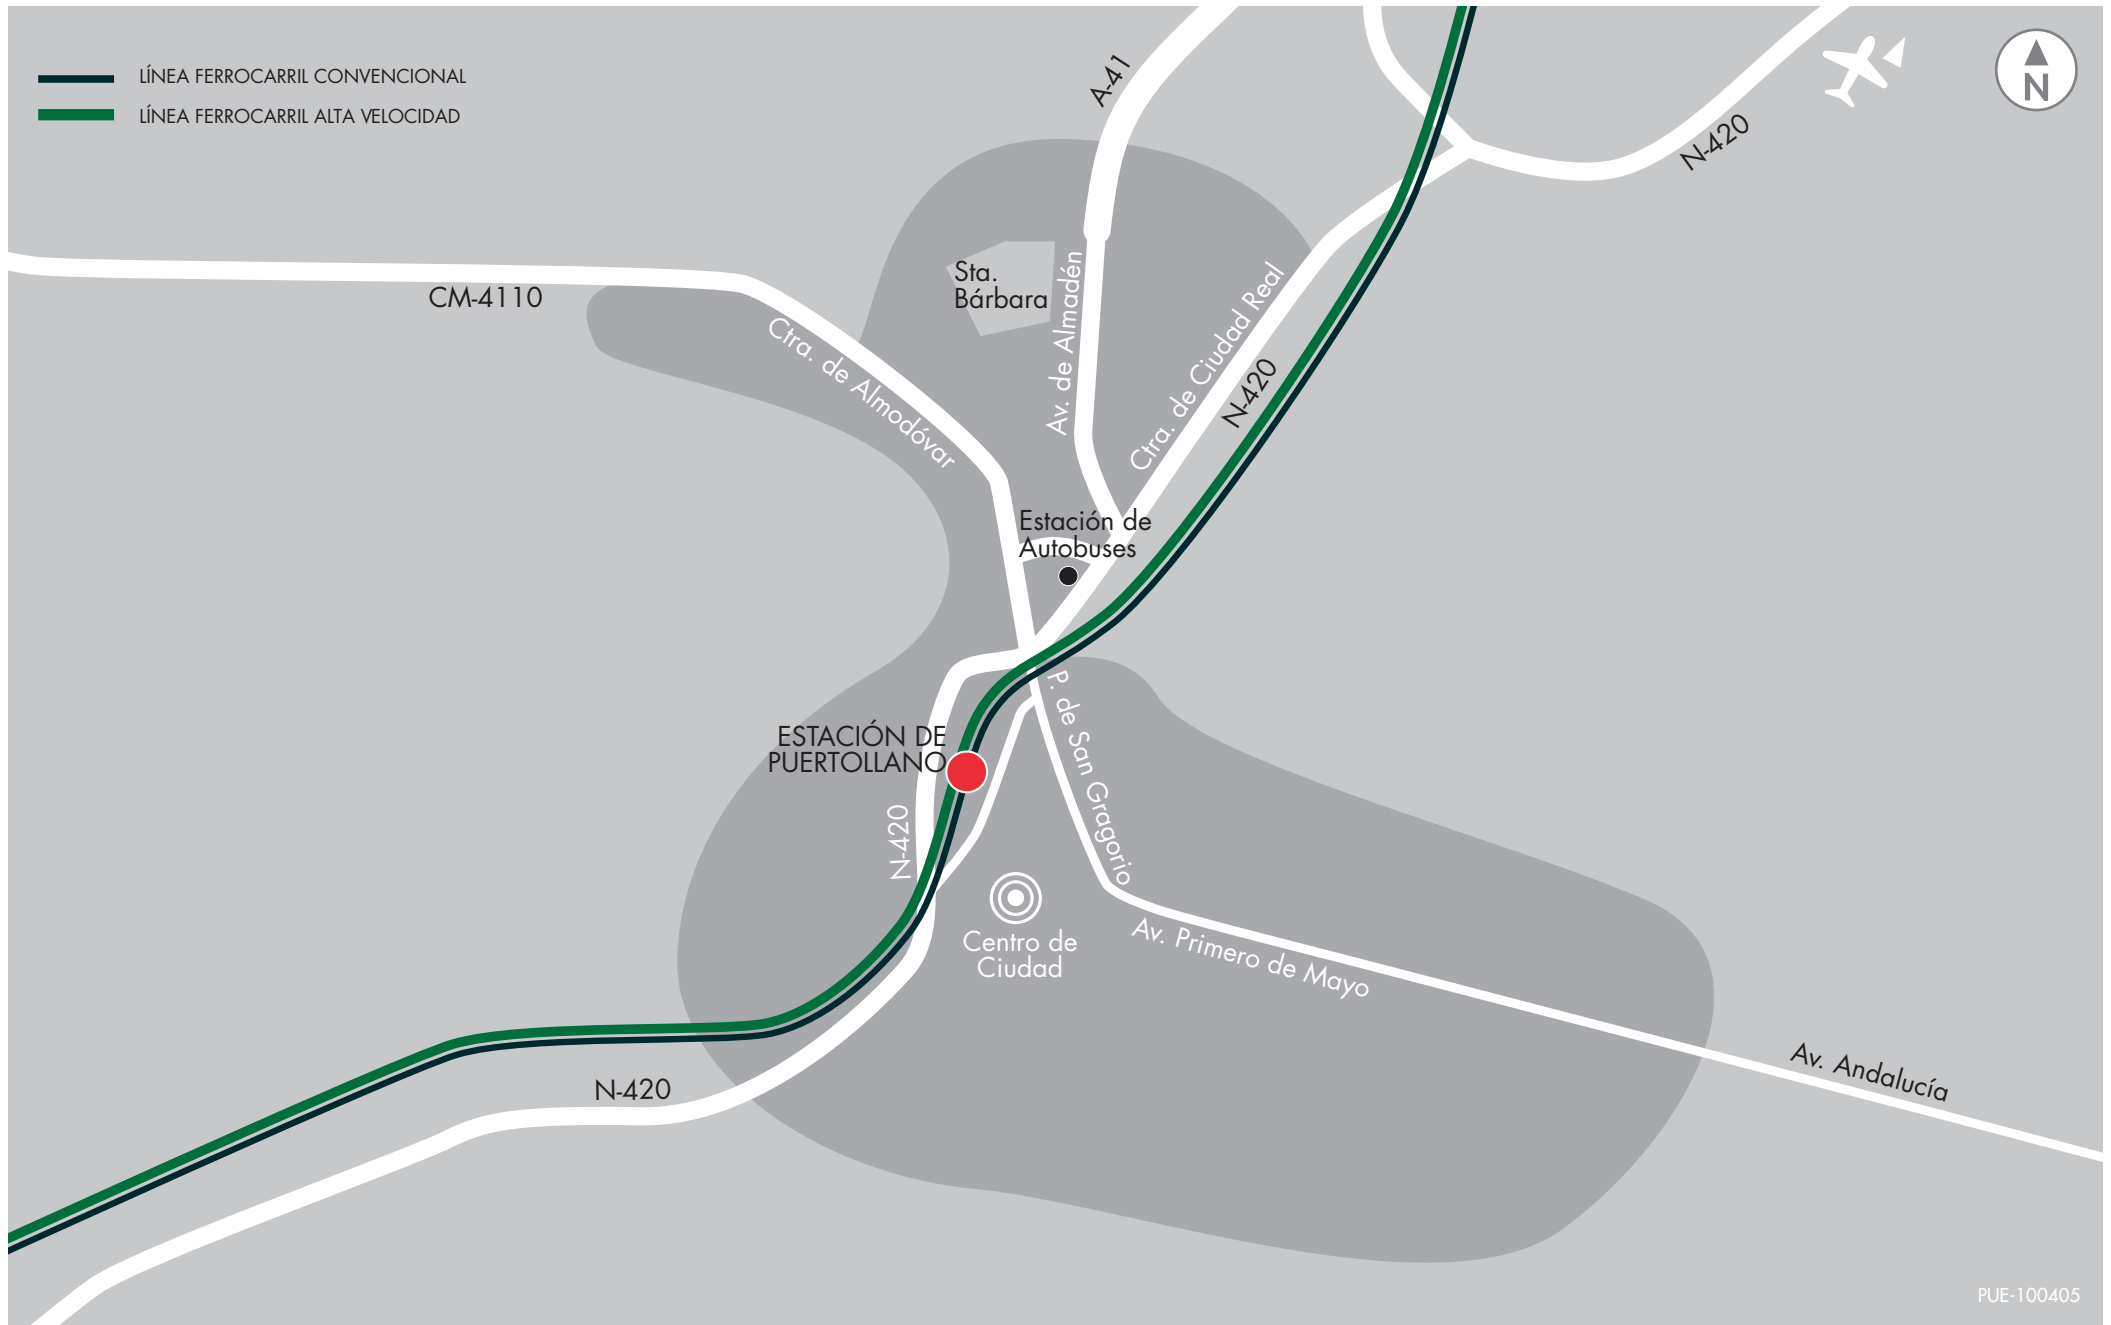 LÍNEA FERROCARRIL CONVENCIONAL
LÍNEA FERROCARRIL ALTA VELOCIDAD
A-41
N
N-420
Sta.
Bárbara
CM-4110
Av. de Almadén
Ctra. de Ciudad Real
N-420
Ctra. de Almodóvar
Estación de
Autobuses
ESTACIÓN DE
PUERTOLLANO
P. de San Gragorio
N-420
Centro de
Ciudad
Av. Primero de Mayo
Av. Andalucía
N-420
PUE-100405